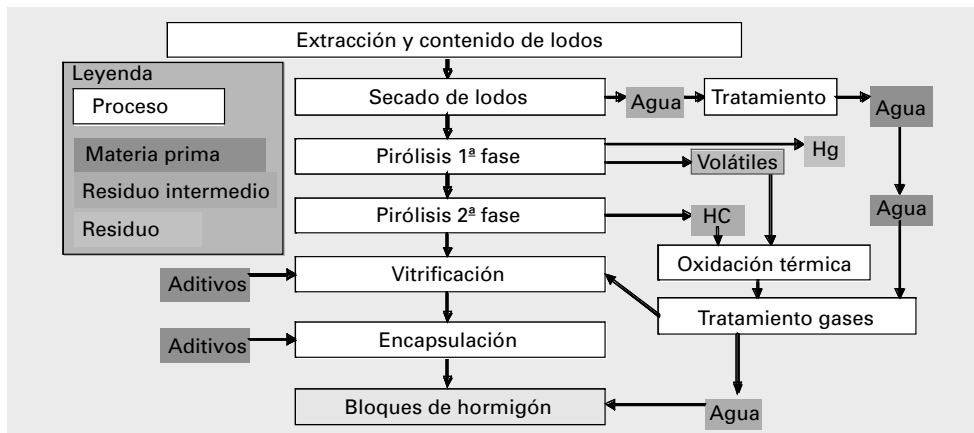 Extracción y contenido de lodos
Leyenda
Proceso
Materia prima
Residuo intermedio
Residuo
Secado de lodos
Agua
Tratamiento
Agua
Pirólisis 1ª fase
Hg
Volátiles
Pirólisis 2ª fase
HC
Agua
Oxidación térmica
Aditivos
Vitrificación
Tratamiento gases
Aditivos
Encapsulación
Bloques de hormigón
Agua